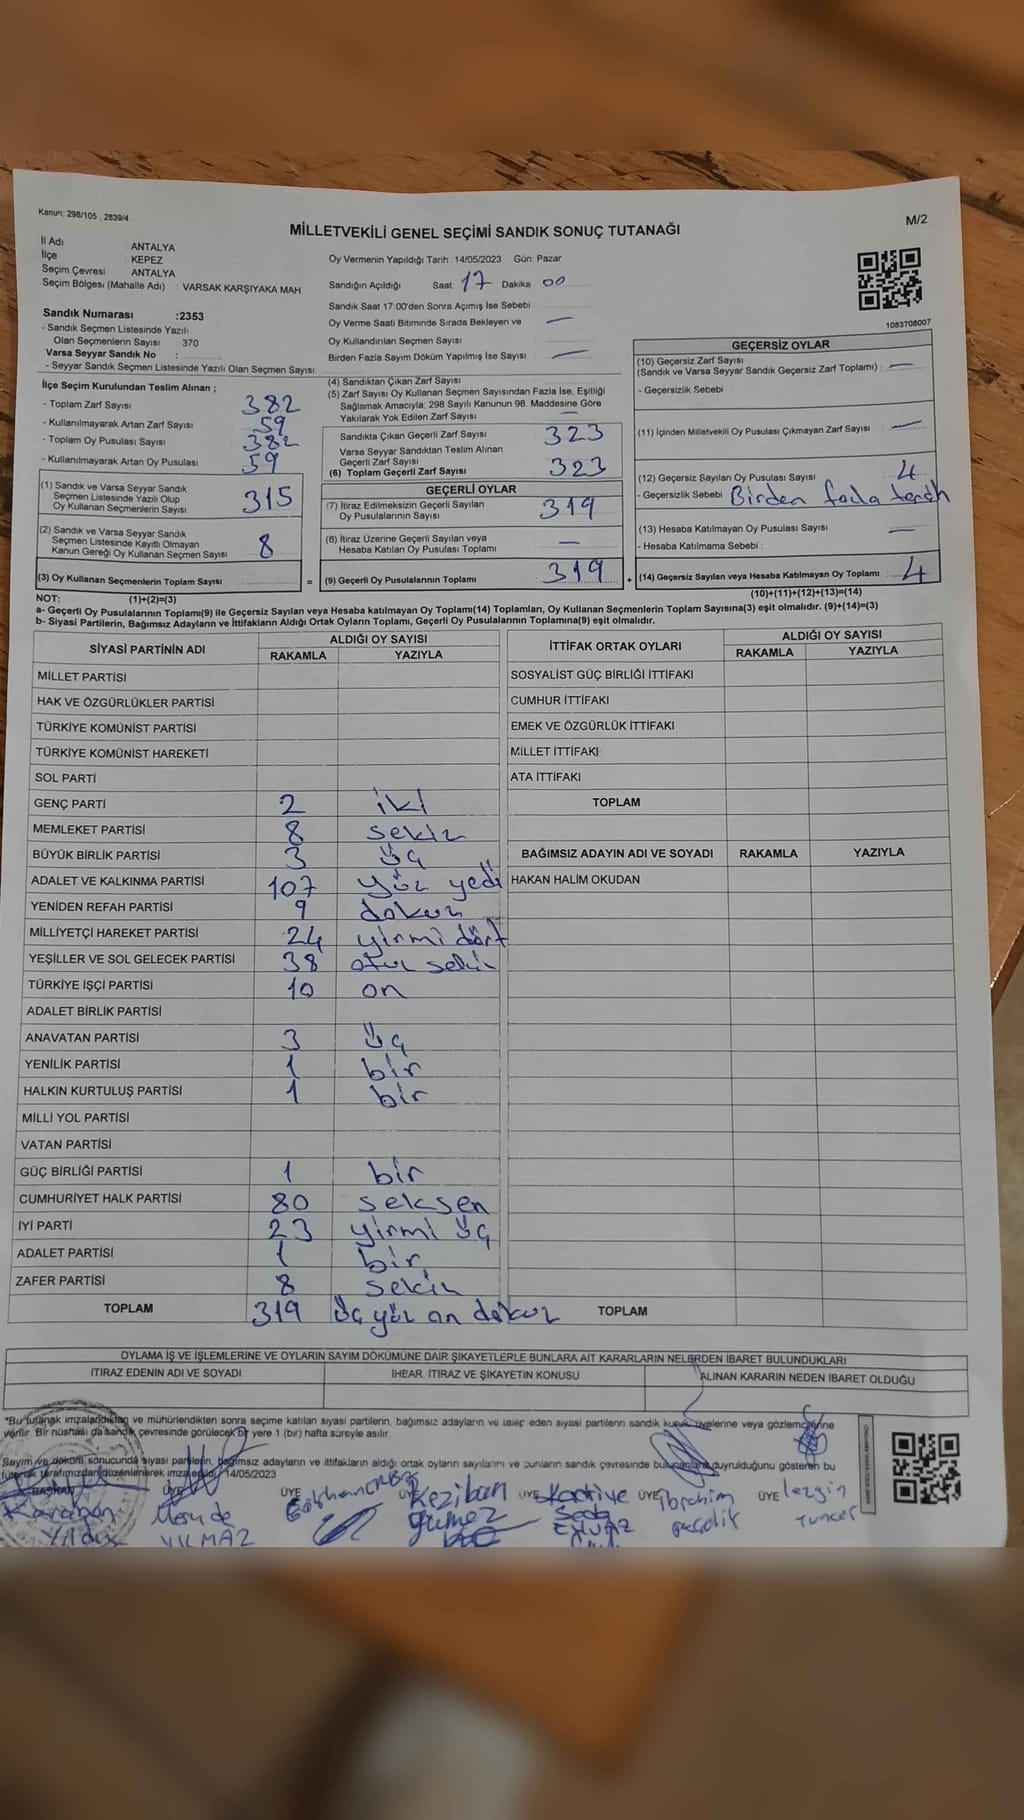 Kanun: 298/105 , 2839/4
M/2
MİLLETVEKİLİ GENEL SEÇİMİ SANDIK SONUÇ TUTANAĞI
İl Adı ANTALYA
İlçe KEPEZ
Seçim Çevresi ANTALYA
Seçim Bölgesi (Mahalle Adı) : VARSAK KARŞIYAKA MAH
Sandık Numarası :2353
- Sandık Seçmen Listesinde Yazılı
Olan Seçmenlerin Sayısı : 370
Varsa Seyyar Sandık No :
- Seyyar Sandık Seçmen Listesinde Yazılı Olan Seçmen Sayısı:
Oy Vermenin Yapıldığı Tarih :14/05/2023 Gün: Pazar
Sandığın Açıldığı Saat: 17 Dakika 00
Sandık Saat 17:00'den Sonra Açımış İse Sebebi
Oy Verme Saati Bitiminde Sırada Bekleyen ve —
Oy Kullandırılan Seçmen Sayısı
Birden Fazla Sayım Döküm Yapılmış İse Sayısı —
1083708007
İlçe Seçim Kurulundan Teslim Alınan ;
- Toplam Zarf Sayısı 382
- Kullanılmayarak Artan Zarf Sayısı 59
- Toplam Oy Pusulası Sayısı 382
- Kullanılmayarak Artan Oy Pusulası 59
(1) Sandık ve Varsa Seyyar Sandık
Seçmen Listesinde Yazılı Olup
Oy Kullanan Seçmenlerin Sayısı 315
(2) Sandık ve Varsa Seyyar Sandık
Seçmen Listesinde Kayıtlı Olmayan
Kanun Gereği Oy Kullanan Seçmen Sayısı 8
(3) Oy Kullanan Seçmenlerin Toplam Sayısı =
(4) Sandıktan Çıkan Zarf Sayısı
(5) Zarf Sayısı Oy Kullanan Seçmen Sayısından Fazla İse, Eşitliği
Sağlamak Amacıyla; 298 Sayılı Kanunun 98. Maddesine Göre
Yakılarak Yok Edilen Zarf Sayısı —
Sandıkta Çıkan Geçerli Zarf Sayısı 323
Varsa Seyyar Sandıktan Teslim Alınan
Geçerli Zarf Sayısı
(6) Toplam Geçerli Zarf Sayısı 323
GEÇERLİ OYLAR
(7) İtiraz Edilmeksizin Geçerli Sayılan
Oy Pusulalarının Sayısı 319
(8) İtiraz Üzerine Geçerli Sayılan veya
Hesaba Katılan Oy Pusulası Toplamı —
(9) Geçerli Oy Pusulalarının Toplamı 319 +
GEÇERSİZ OYLAR
(10) Geçersiz Zarf Sayısı
(Sandık ve Varsa Seyyar Sandık Geçersiz Zarf Toplamı) : —
- Geçersizlik Sebebi :
(11) İçinden Milletvekili Oy Pusulası Çıkmayan Zarf Sayısı —
(12) Geçersiz Sayılan Oy Pusulası Sayısı 4
- Geçersizlik Sebebi Birden fazla tercih
(13) Hesaba Katılmayan Oy Pusulası Sayısı —
- Hesaba Katılmama Sebebi :
(14) Geçersiz Sayılan veya Hesaba Katılmayan Oy Toplamı : 4
NOT: (1)+(2)=(3) (10)+(11)+(12)+(13)=(14)
a- Geçerli Oy Pusulalarının Toplamı(9) ile Geçersiz Sayılan veya Hesaba katılmayan Oy Toplamı(14) Toplamları, Oy Kullanan Seçmenlerin Toplam Sayısına(3) eşit olmalıdır. (9)+(14)=(3)
b- Siyasi Partilerin, Bağımsız Adayların ve İttifakların Aldığı Ortak Oyların Toplamı, Geçerli Oy Pusulalarının Toplamına(9) eşit olmalıdır.
SİYASİ PARTİNİN ADI ALDIĞI OY SAYISI
RAKAMLA YAZIYLA
MİLLET PARTİSİ
HAK VE ÖZGÜRLÜKLER PARTİSİ
TÜRKİYE KOMÜNİST PARTİSİ
TÜRKİYE KOMÜNİST HAREKETİ
SOL PARTİ
GENÇ PARTİ 2 iki
MEMLEKET PARTİSİ 8 sekiz
BÜYÜK BİRLİK PARTİSİ 3 üç
ADALET VE KALKINMA PARTİSİ 107 yüz yedi
YENİDEN REFAH PARTİSİ 9 dokuz
MİLLİYETÇİ HAREKET PARTİSİ 24 yirmi dört
YEŞİLLER VE SOL GELECEK PARTİSİ 38 otuz sekiz
TÜRKİYE İŞÇİ PARTİSİ 10 on
ADALET BİRLİK PARTİSİ
ANAVATAN PARTİSİ 3 üç
YENİLİK PARTİSİ 1 bir
HALKIN KURTULUŞ PARTİSİ 1 bir
MİLLİ YOL PARTİSİ
VATAN PARTİSİ
GÜÇ BİRLİĞİ PARTİSİ 1 bir
CUMHURİYET HALK PARTİSİ 80 seksen
İYİ PARTİ 23 yirmi üç
ADALET PARTİSİ 1 bir
ZAFER PARTİSİ 8 sekiz
TOPLAM 319 üç yüz on dokuz
İTTİFAK ORTAK OYLARI ALDIĞI OY SAYISI
RAKAMLA YAZIYLA
SOSYALİST GÜÇ BİRLİĞİ İTTİFAKI
CUMHUR İTTİFAKI
EMEK VE ÖZGÜRLÜK İTTİFAKI
MİLLET İTTİFAKI
ATA İTTİFAKI
TOPLAM
BAĞIMSIZ ADAYIN ADI VE SOYADI RAKAMLA YAZIYLA
HAKAN HALİM OKUDAN
TOPLAM
OYLAMA İŞ VE İŞLEMLERİNE VE OYLARIN SAYIM DÖKÜMÜNE DAİR ŞİKAYETLERLE BUNLARA AİT KARARLARIN NELERDEN İBARET BULUNDUKLARI
İTİRAZ EDENİN ADI VE SOYADI İHBAR, İTİRAZ VE ŞİKAYETİN KONUSU ALINAN KARARIN NEDEN İBARET OLDUĞU
"Bu tutanak imzalandıktan ve mühürlendikten sonra seçime katılan siyasi partilerin, bağımsız adayların ve talep eden siyasi partilerin sandık kurulu üyelerine veya gözlemcilerine
verilir. Bir nüshası da sandık çevresinde görülecek bir yere 1 (bir) hafta süreyle asılır.
Sayım ve döküm sonucunda siyasi partilerin, bağımsız adayların ve ittifakların aldığı ortak oyların sayılarını ve bunların sandık çevresinde bulunanlara duyrulduğunu gösteren bu
tutanak tarafımızdan düzenlenerek imza edildi. 14/05/2023
BAŞKAN ÜYE ÜYE ÜYE ÜYE ÜYE ÜYE
Keziban
İbrahim
lezgin
YILMAZ
Tuncer